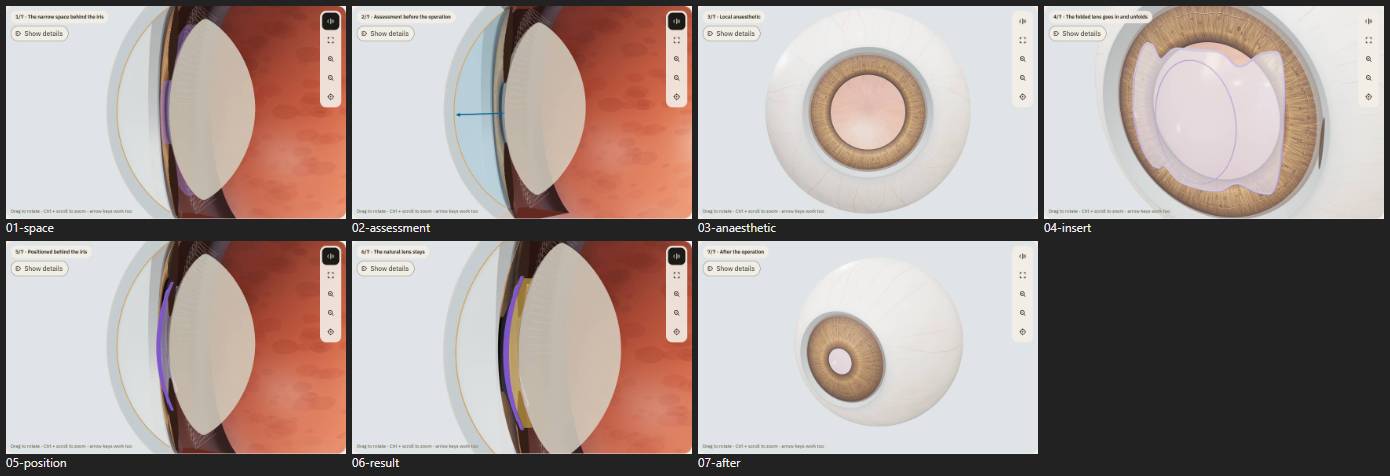 1/7 · The narrow space behind the iris
Show details
Drag to rotate · Ctrl + scroll to zoom · arrow keys work too
01-space
2/7 · Assessment before the operation
Show details
Drag to rotate · Ctrl + scroll to zoom · arrow keys work too
02-assessment
3/7 · Local anaesthetic
Show details
Drag to rotate · Ctrl + scroll to zoom · arrow keys work too
03-anaesthetic
4/7 · The folded lens goes in and unfolds
Show details
Drag to rotate · Ctrl + scroll to zoom · arrow keys work too
04-insert
5/7 · Positioned behind the iris
Show details
Drag to rotate · Ctrl + scroll to zoom · arrow keys work too
05-position
6/7 · The natural lens stays
Show details
Drag to rotate · Ctrl + scroll to zoom · arrow keys work too
06-result
7/7 · After the operation
Show details
Drag to rotate · Ctrl + scroll to zoom · arrow keys work too
07-after